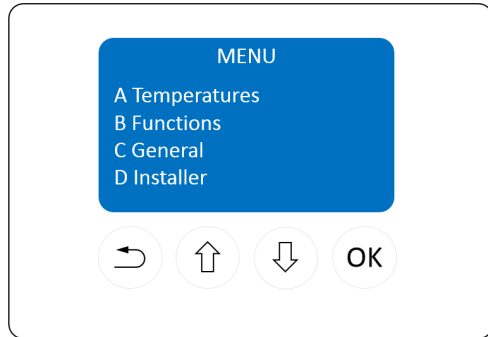 MENU
A Temperatures
B Functions
C General
D Installer
OK